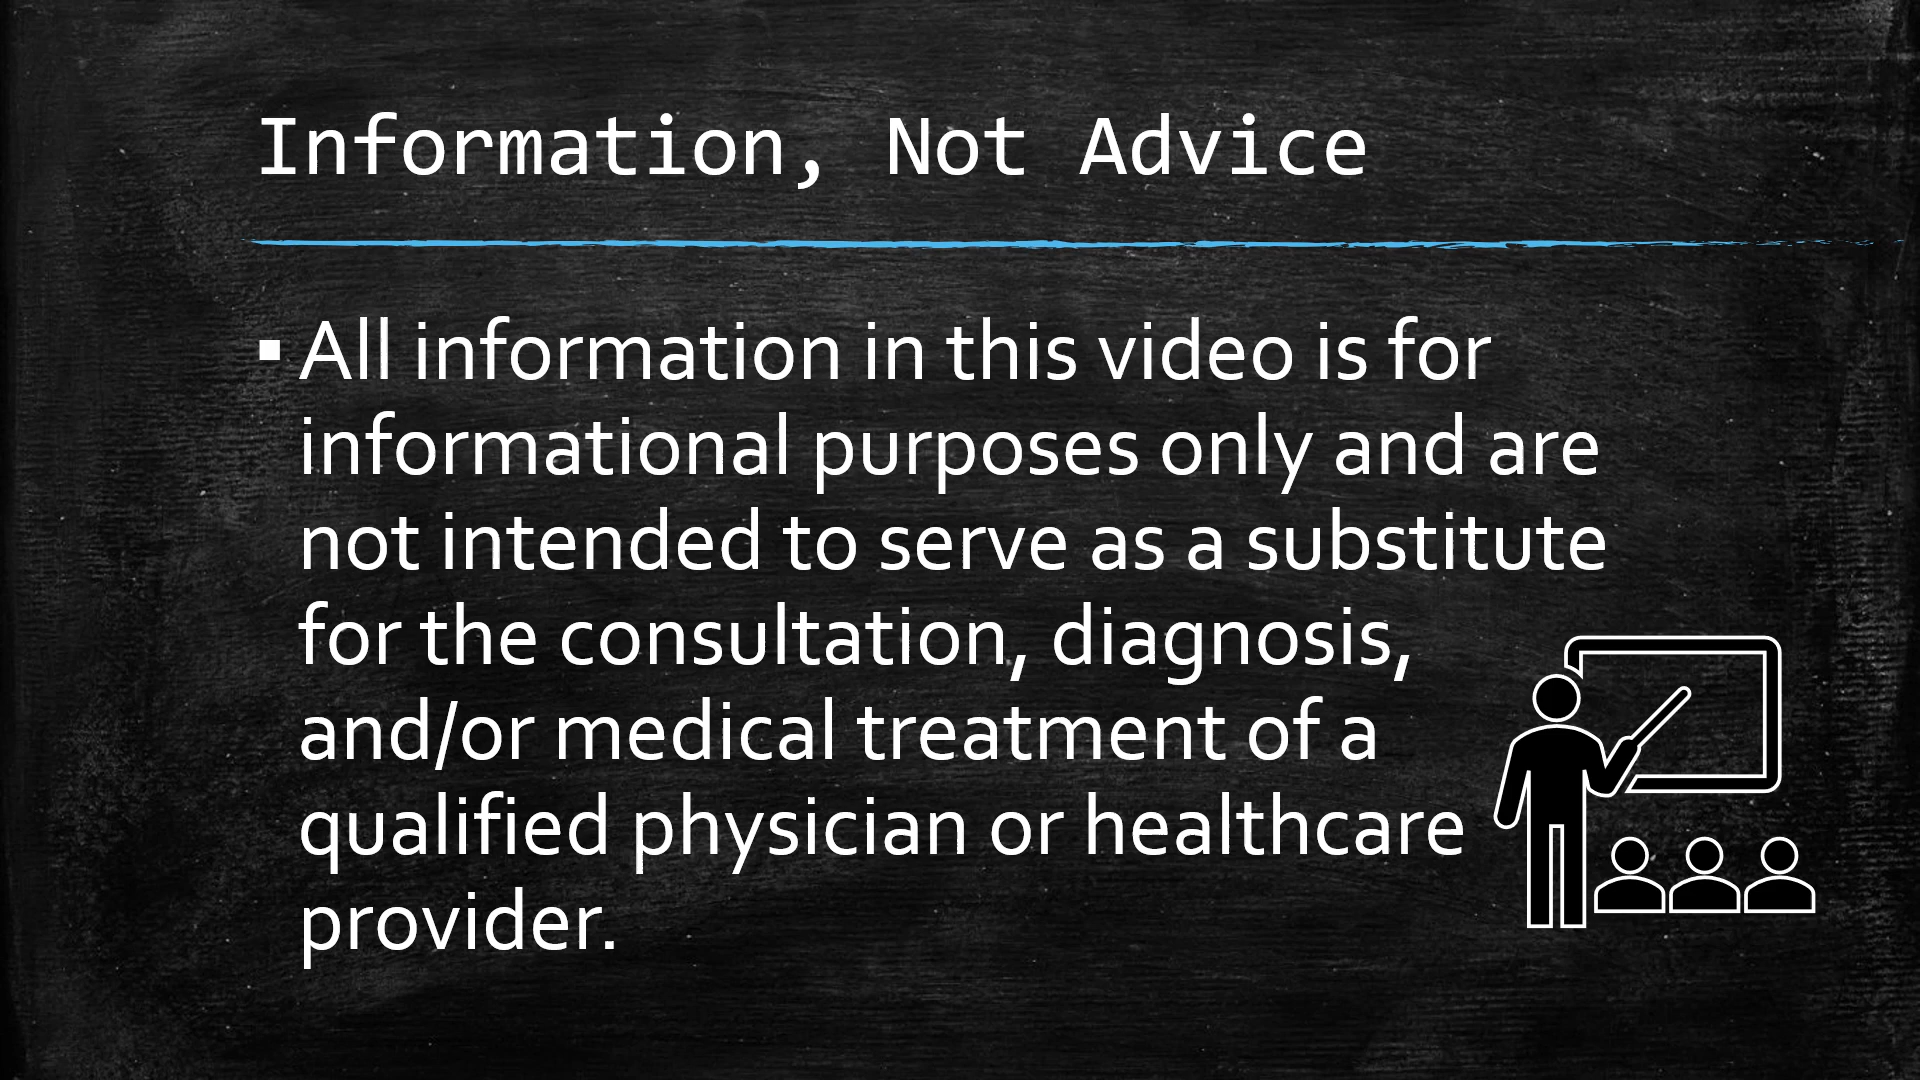 Information, Not Advice
▪ All information in this video is for
informational purposes only and are
not intended to serve as a substitute
for the consultation, diagnosis,
and/or medical treatment of a
qualified physician or healthcare
provider.